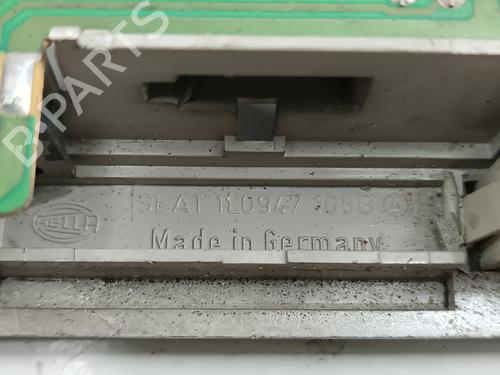 B-PARTS
SEAT 1L0947 105B
HELLA
Made in Germany